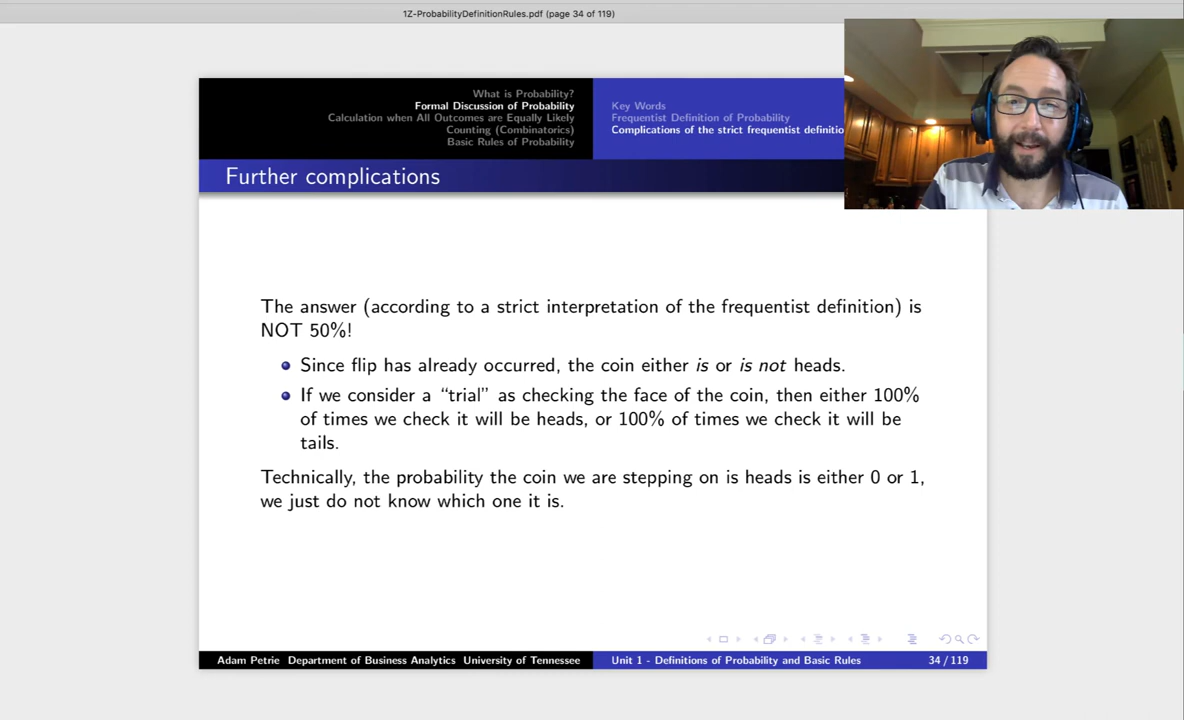 1Z-ProbabilityDefinitionRules.pdf (page 34 of 119)
What is Probability?
Formal Discussion of Probability
Calculation when All Outcomes are Equally Likely
Counting (Combinatorics)
Basic Rules of Probability
Key Words
Frequentist Definition of Probability
Complications of the strict frequentist definitio
Further complications
The answer (according to a strict interpretation of the frequentist definition) is
NOT 50%!
Since flip has already occurred, the coin either is or is not heads.
If we consider a “trial” as checking the face of the coin, then either 100%
of times we check it will be heads, or 100% of times we check it will be
tails.
Technically, the probability the coin we are stepping on is heads is either 0 or 1,
we just do not know which one it is.
Adam Petrie Department of Business Analytics University of Tennessee
Unit 1 - Definitions of Probability and Basic Rules
34 / 119